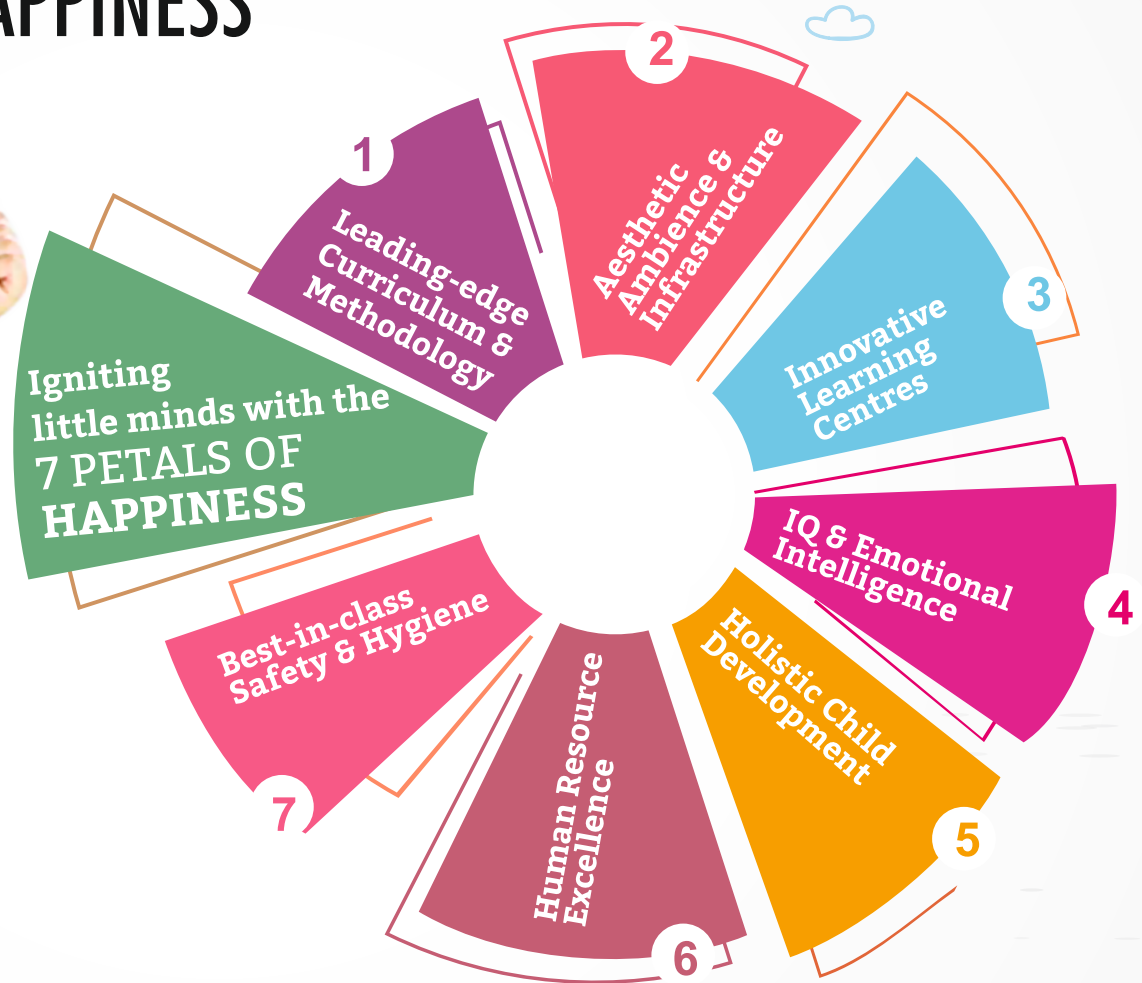 APPINESS
1
Leading-edge
Curriculum &
Methodology
2
Aesthetic
Ambience &
Infrastructure
3
Innovative
Learning
Centres
4
IQ & Emotional
Intelligence
5
Holistic Child
Development
6
Human Resource
Excellence
7
Best-in-class
Safety & Hygiene
Igniting
little minds with the
7 PETALS OF
HAPPINESS